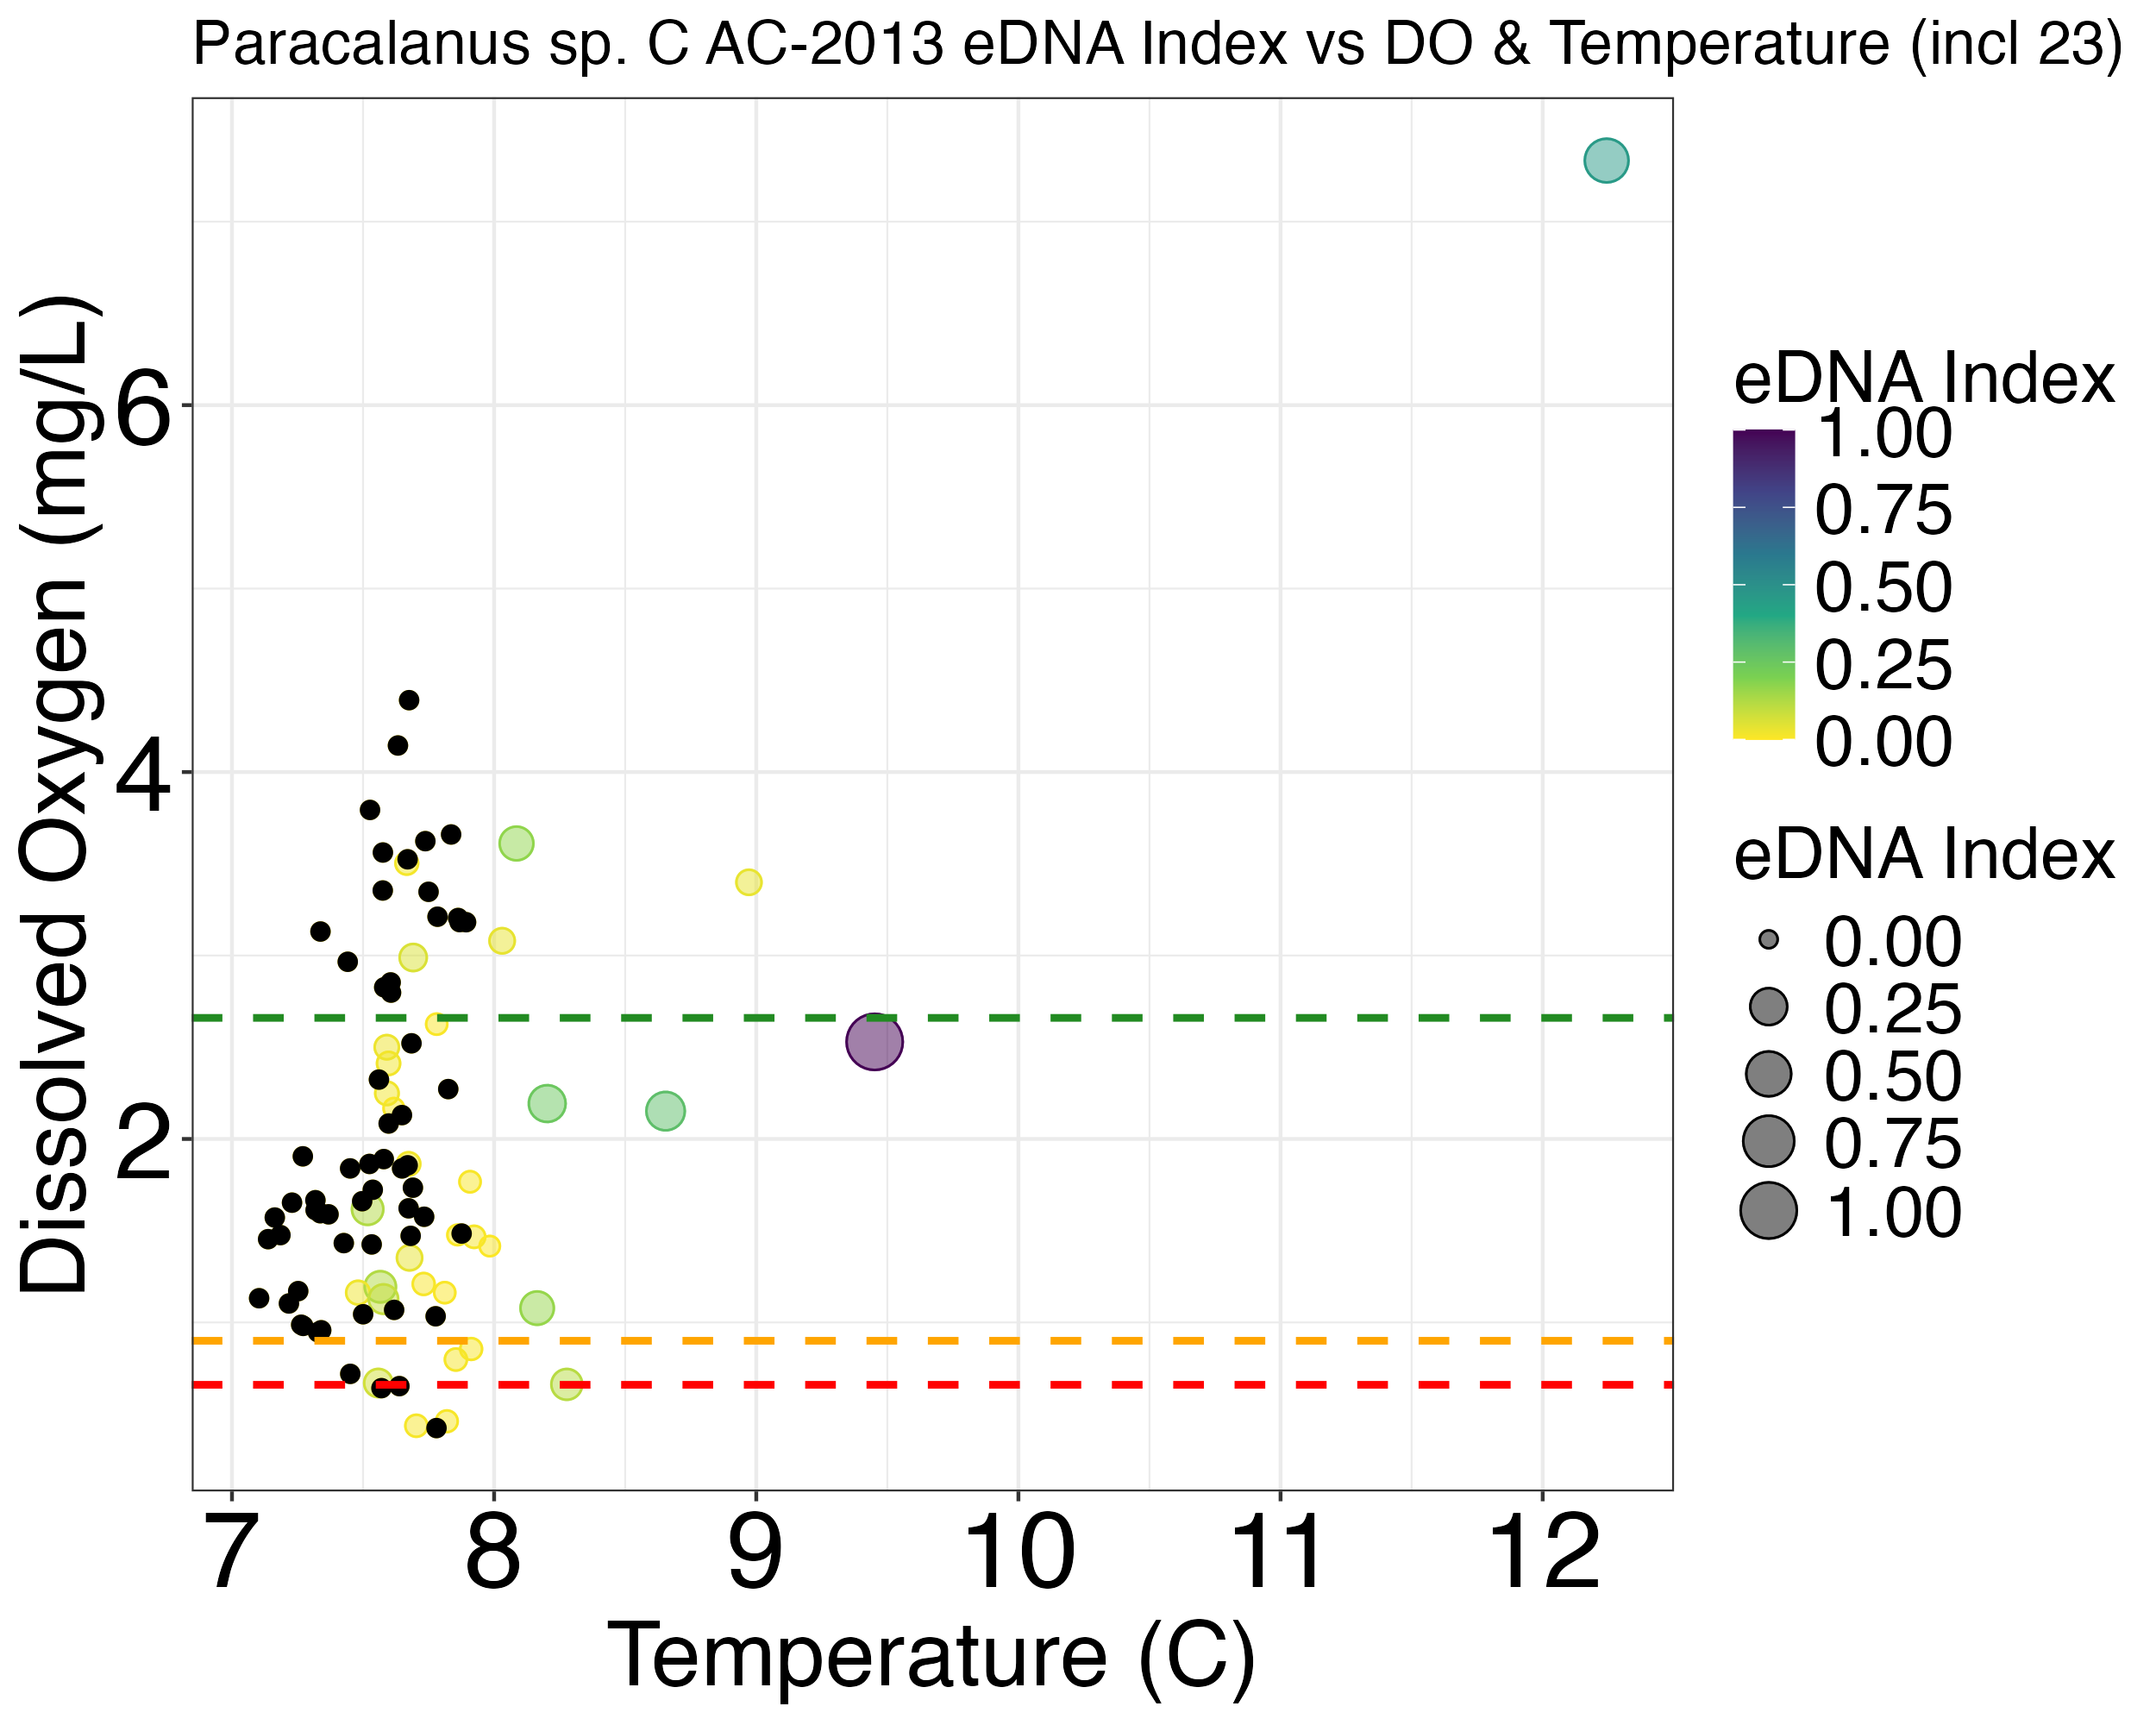 Paracalanus sp. C AC-2013 eDNA Index vs DO & Temperature (incl 23)
Dissolved Oxygen (mg/L)
6
4
2
7 8 9 10 11 12
Temperature (C)
eDNA Index
1.00
0.75
0.50
0.25
0.00
eDNA Index
0.00
0.25
0.50
0.75
1.00